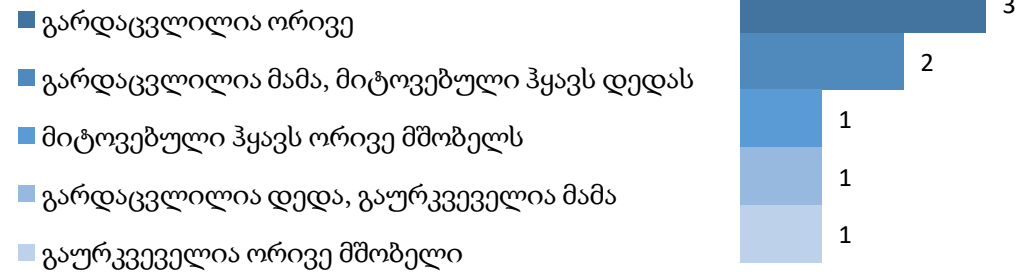 გარდაცვლილია ორივე 3
გარდაცვლილია მამა, მიტოვებული ჰყავს დედას 2
მიტოვებული ჰყავს ორივე მშობელს 1
გარდაცვლილია დედა, გაურკვეველია მამა 1
გაურკვეველია ორივე მშობელი 1